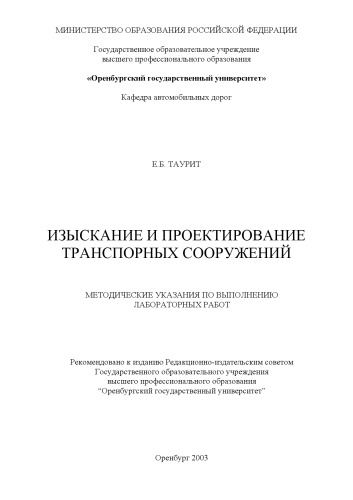 МИНИСТЕРСТВО ОБРАЗОВАНИЯ РОССИЙСКОЙ ФЕДЕРАЦИИ
Государственное образовательное учреждение
высшего профессионального образования
«Оренбургский государственный университет»
Кафедра автомобильных дорог
Е.Б. ТАУРИТ
ИЗЫСКАНИЕ И ПРОЕКТИРОВАНИЕ
ТРАНСПОРНЫХ СООРУЖЕНИЙ
МЕТОДИЧЕСКИЕ УКАЗАНИЯ ПО ВЫПОЛНЕНИЮ
ЛАБОРАТОРНЫХ РАБОТ
Рекомендовано к изданию Редакционно-издательским советом
Государственного образовательного учреждения
высшего профессионального образования
“Оренбургский государственный университет”
Оренбург 2003